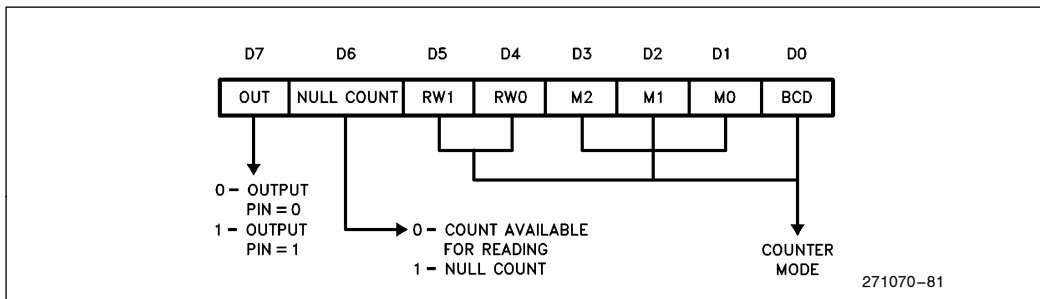 D7 D6 D5 D4 D3 D2 D1 D0
OUT NULL COUNT RW1 RW0 M2 M1 M0 BCD
0 – OUTPUT
PIN = 0
1 – OUTPUT
PIN = 1
0 – COUNT AVAILABLE
FOR READING
1 – NULL COUNT
COUNTER
MODE
271070–81